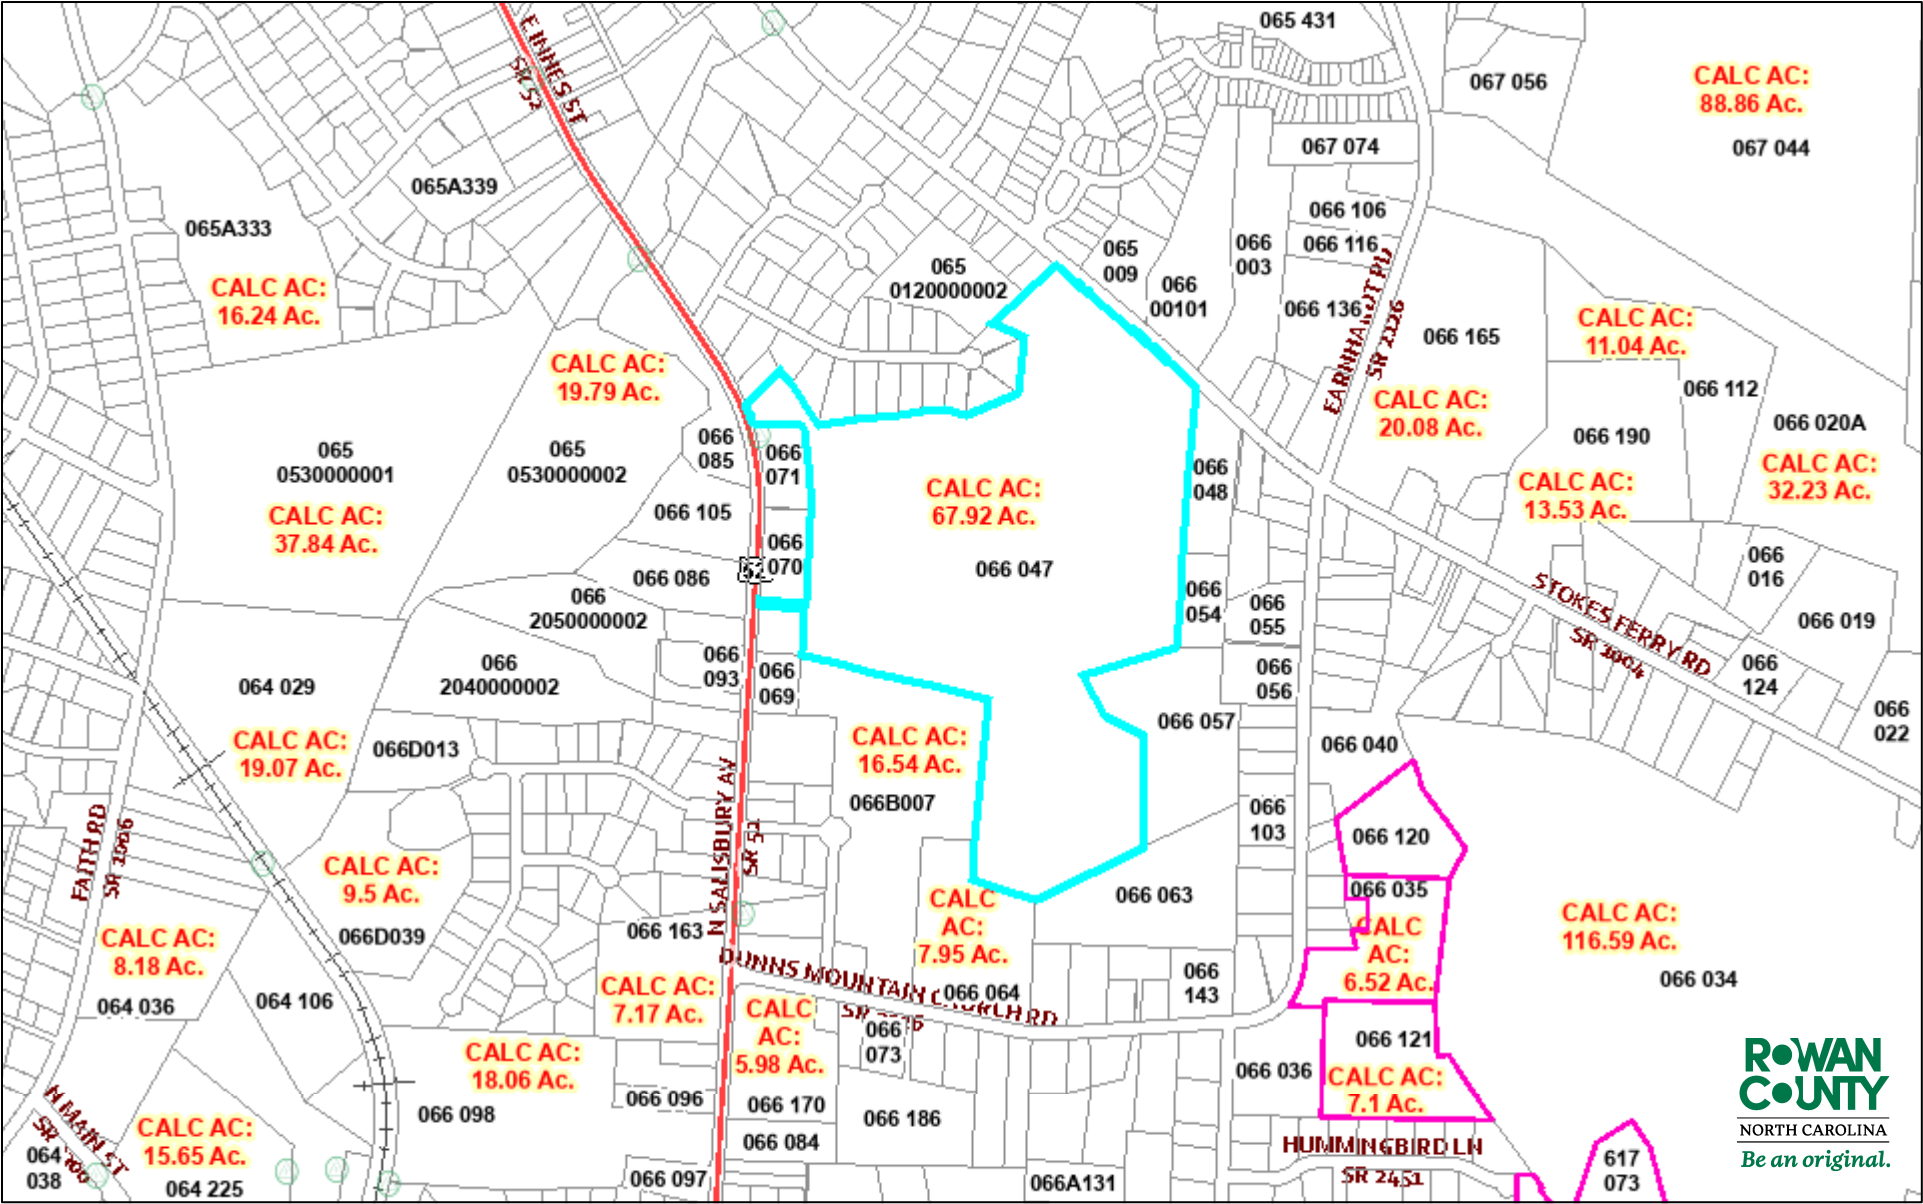 065 431
E INNES ST
SR 52
067 056
CALC AC:
88.86 Ac.
067 044
067 074
065A339
065A333
066 106
066 116
065
009
066
003
065
0120000002
066
00101
066 136
EARNHARDT RD
SR 2126
066 165
CALC AC:
16.24 Ac.
CALC AC:
11.04 Ac.
CALC AC:
19.79 Ac.
066 112
CALC AC:
20.08 Ac.
066 020A
066 190
065
0530000001
065
0530000002
066
085
066
071
066
048
CALC AC:
32.23 Ac.
CALC AC:
67.92 Ac.
CALC AC:
13.53 Ac.
CALC AC:
37.84 Ac.
066 105
066
070
52
066 047
066 086
066
016
066
2050000002
066
054
066
055
066 019
STOKES FERRY RD
SR 1004
066
2040000002
066
093
066
069
066
056
066
124
064 029
066 057
066
022
CALC AC:
19.07 Ac.
066D013
CALC AC:
16.54 Ac.
066 040
066B007
N SALISBURY AV
SR 52
066
103
066 120
FAITH RD
SR 1006
CALC AC:
9.5 Ac.
066 063
066 035
CALC
AC:
7.95 Ac.
CALC
AC:
6.52 Ac.
CALC AC:
116.59 Ac.
066 034
066 163
066D039
CALC AC:
8.18 Ac.
064 036
064 106
DUNNS MOUNTAIN CHURCH RD
066 064
066
143
CALC AC:
7.17 Ac.
CALC
AC:
5.98 Ac.
066
073
066 121
CALC AC:
7.1 Ac.
066 036
CALC AC:
18.06 Ac.
066 098
066 096
066 170
066 186
066 084
N MAIN ST
CALC AC:
15.65 Ac.
064
038
064 225
066 097
066A131
HUMMINGBIRD LN
SR 2451
617
073
ROWAN
COUNTY
NORTH CAROLINA
Be an original.